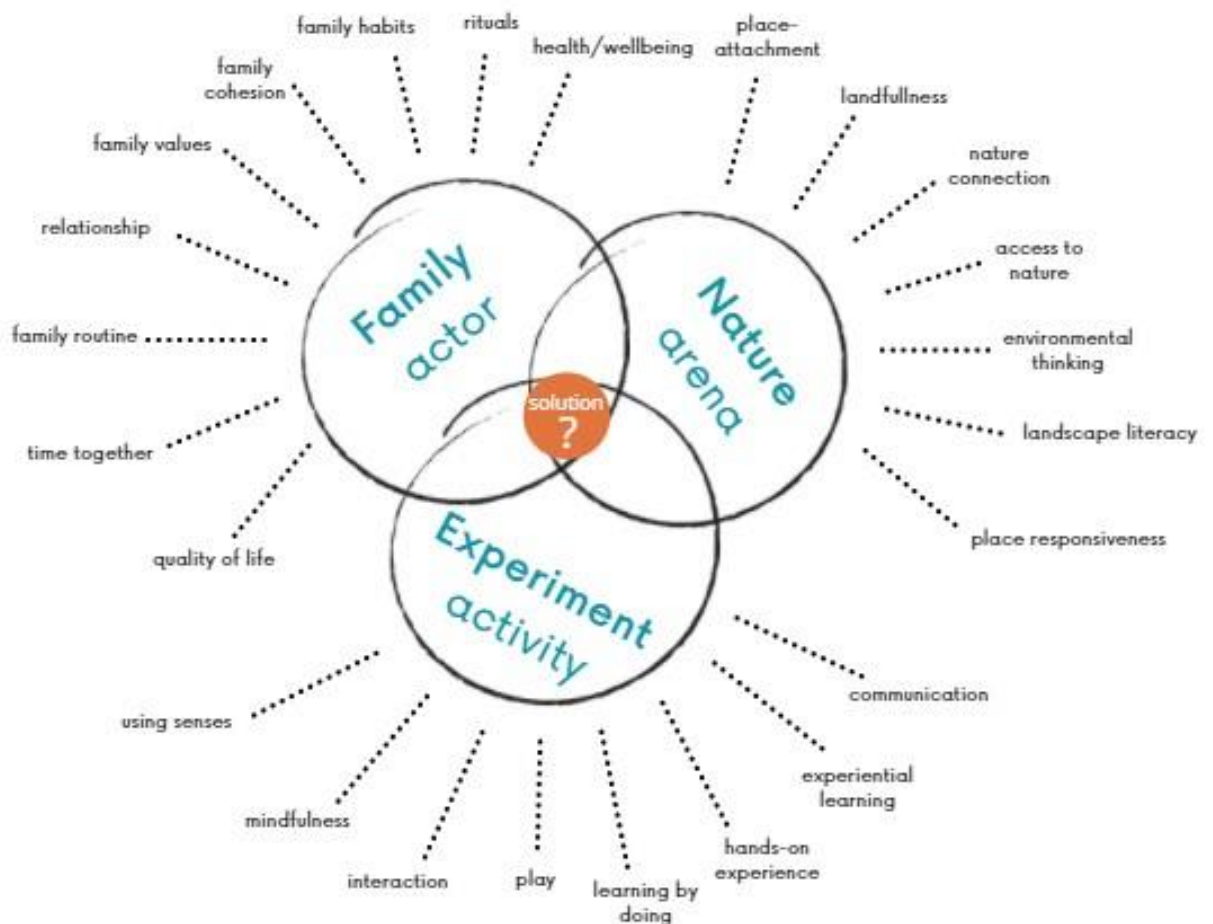 family habits
rituals
health/wellbeing
place-
attachment
family
cohesion
landfullness
family values
nature
connection
relationship
access to
nature
family routine
environmental
thinking
time together
landscape literacy
quality of life
place responsiveness
Family
actor
Nature
arena
solution
?
Experiment
activity
using senses
communication
mindfulness
experiential
learning
interaction
play
learning by
doing
hands-on
experience